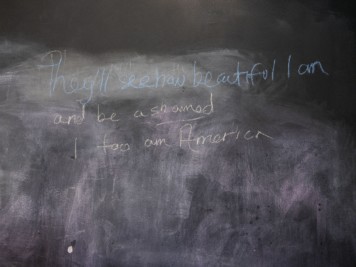 They'll see how beautiful I am
and be ashamed
I too am America